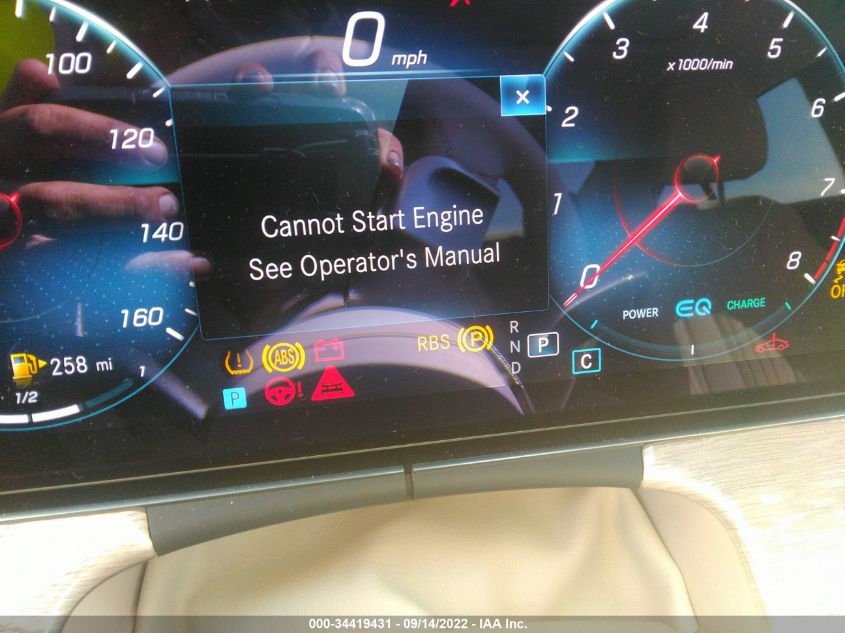 0 mph
100
120
140
160
258 mi
1/2
1
×
Cannot Start Engine
See Operator's Manual
ABS
P
RBS
P
R
N
P
D
C
x1000/min
1
2
3
4
5
6
7
8
0
POWER
EQ
CHARGE
OFF
000-34419431 - 09/14/2022 - IAA Inc.